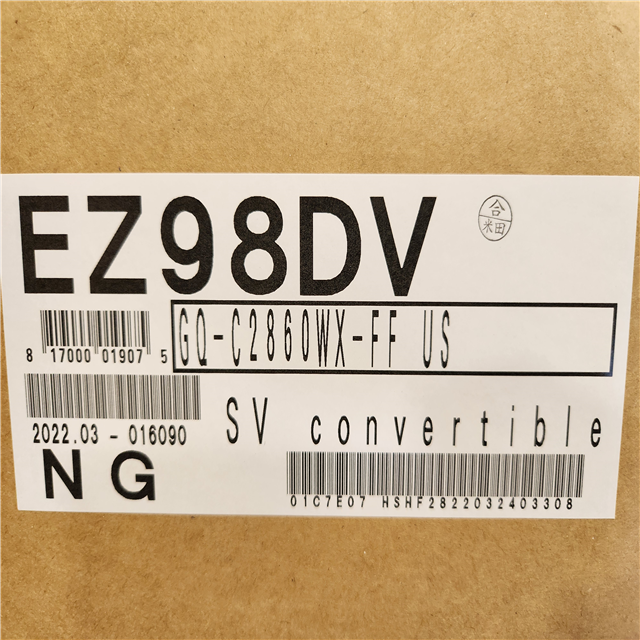 EZ98DV
合
米田
GQ-C2860WX-FF US
8 17000 01907 5
SV convertible
2022.03 - 016090
NG
01C7E07 HSHF2822032403308